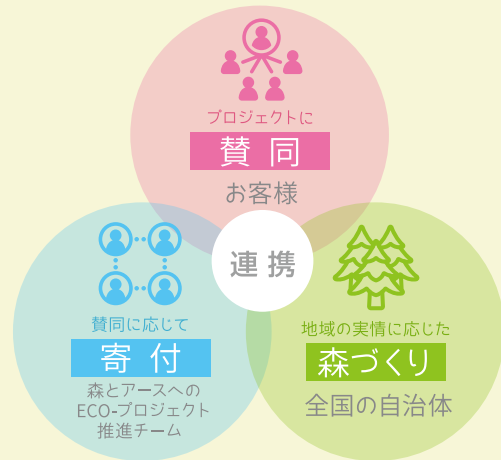 プロジェクトに
賛同
お客様
連携
賛同に応じて
寄付
森とアースへの
ECO-プロジェクト
推進チーム
地域の実情に応じた
森づくり
全国の自治体